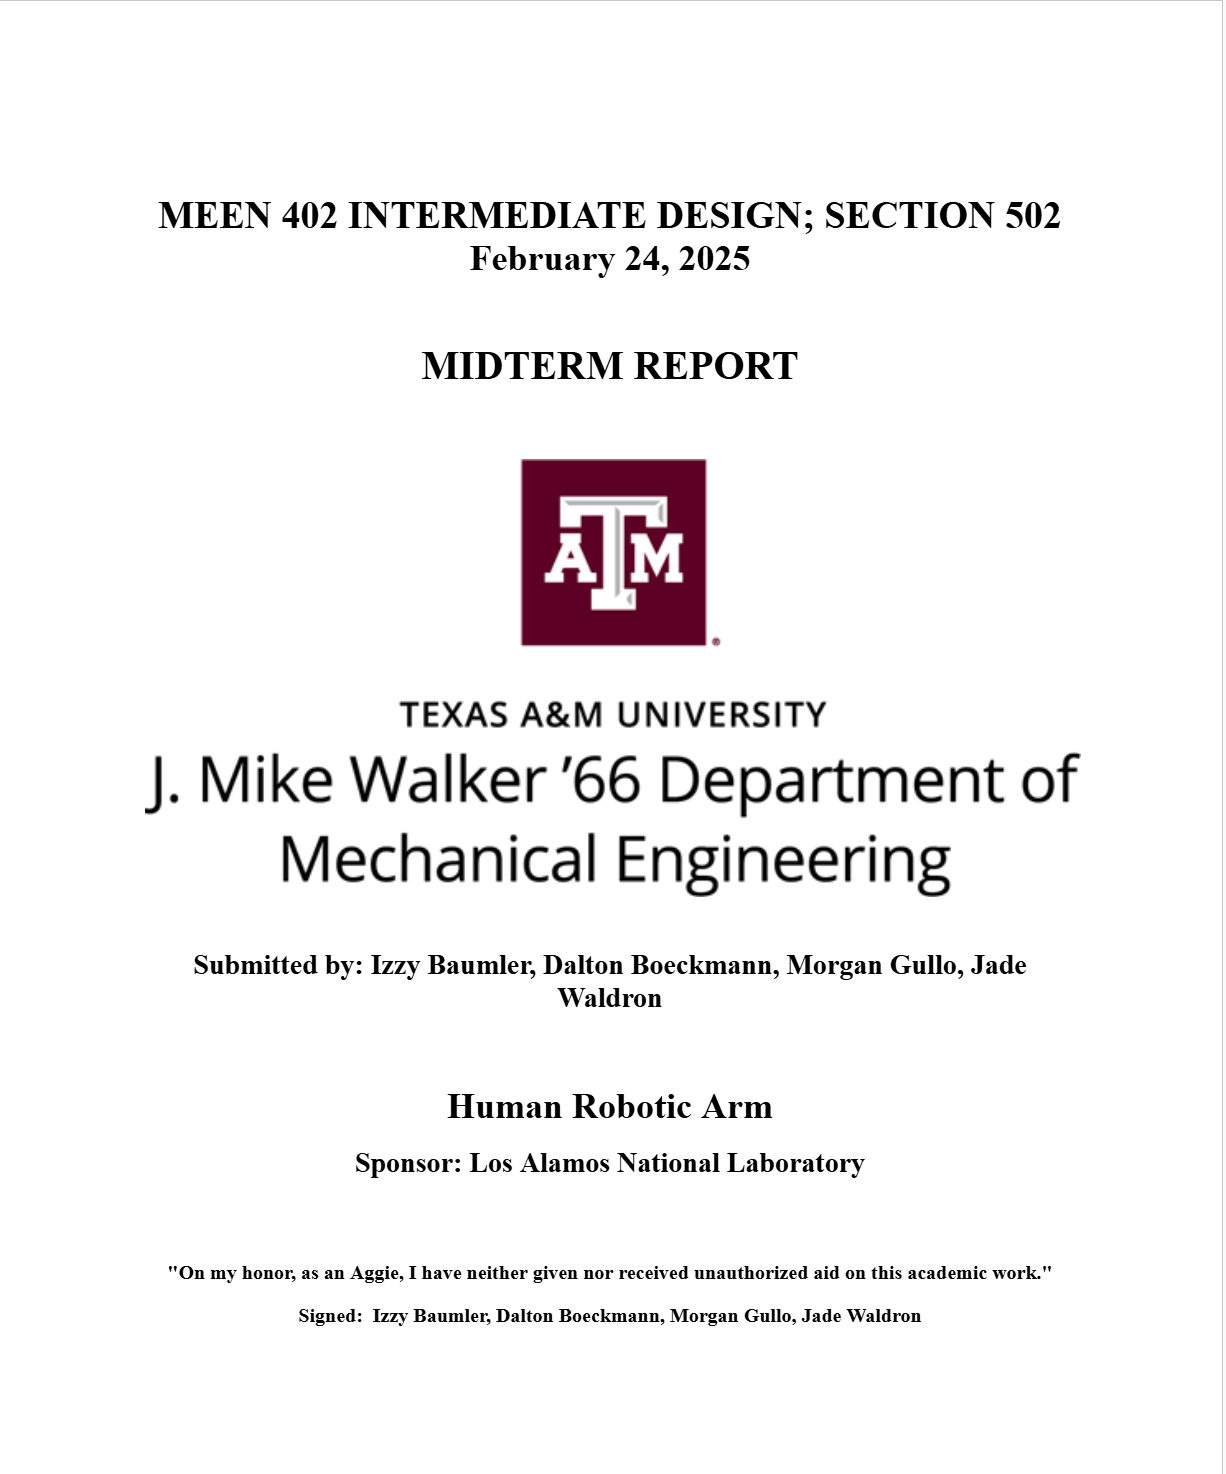 MEEN 402 INTERMEDIATE DESIGN; SECTION 502
February 24, 2025
MIDTERM REPORT
ATM
TEXAS A&M UNIVERSITY
J. Mike Walker ’66 Department of
Mechanical Engineering
Submitted by: Izzy Baumler, Dalton Boeckmann, Morgan Gullo, Jade
Waldron
Human Robotic Arm
Sponsor: Los Alamos National Laboratory
"On my honor, as an Aggie, I have neither given nor received unauthorized aid on this academic work."
Signed:  Izzy Baumler, Dalton Boeckmann, Morgan Gullo, Jade Waldron